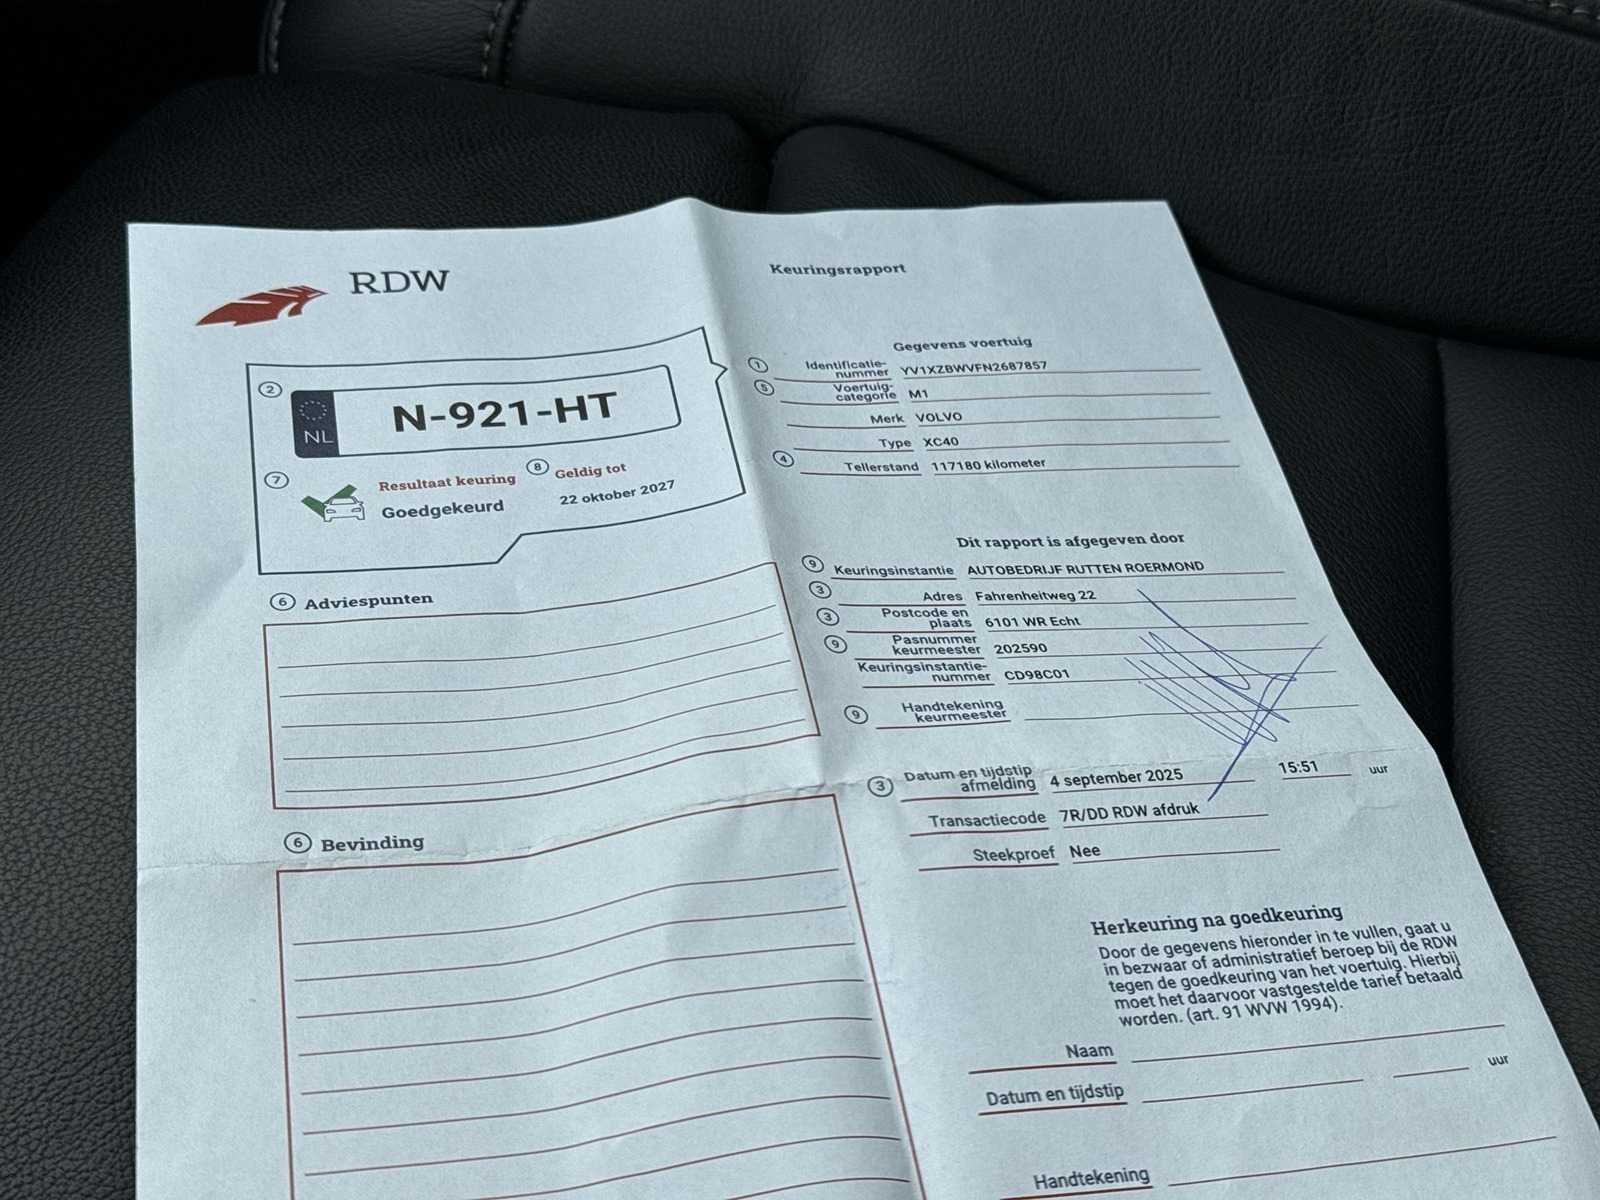 RDW
Keuringsrapport
2
NL
N-921-HT
7
Resultaat keuring
Goedgekeurd
8
Geldig tot
22 oktober 2027
6 Adviespunten
6 Bevinding
Gegevens voertuig
1 Identificatie-
nummer YV1XZBWVFN2687857
5 Voertuig-
categorie M1
Merk VOLVO
Type XC40
4 Tellerstand 117180 kilometer
Dit rapport is afgegeven door
9 Keuringsinstantie AUTOBEDRIJF RUTTEN ROERMOND
3 Adres Fahrenheitweg 22
3 Postcode en
plaats 6101 WR Echt
9 Pasnummer
keurmeester 202590
Keuringsinstantie-
nummer CD98C01
9 Handtekening
keurmeester
3 Datum en tijdstip
afmelding 4 september 2025 15:51 uur
Transactiecode 7R/DD RDW afdruk
Steekproef Nee
Herkeuring na goedkeuring
Door de gegevens hieronder in te vullen, gaat u
in bezwaar of administratief beroep bij de RDW
tegen de goedkeuring van het voertuig. Hierbij
moet het daarvoor vastgestelde tarief betaald
worden. (art. 91 WVW 1994).
Naam
Datum en tijdstip uur
Handtekening